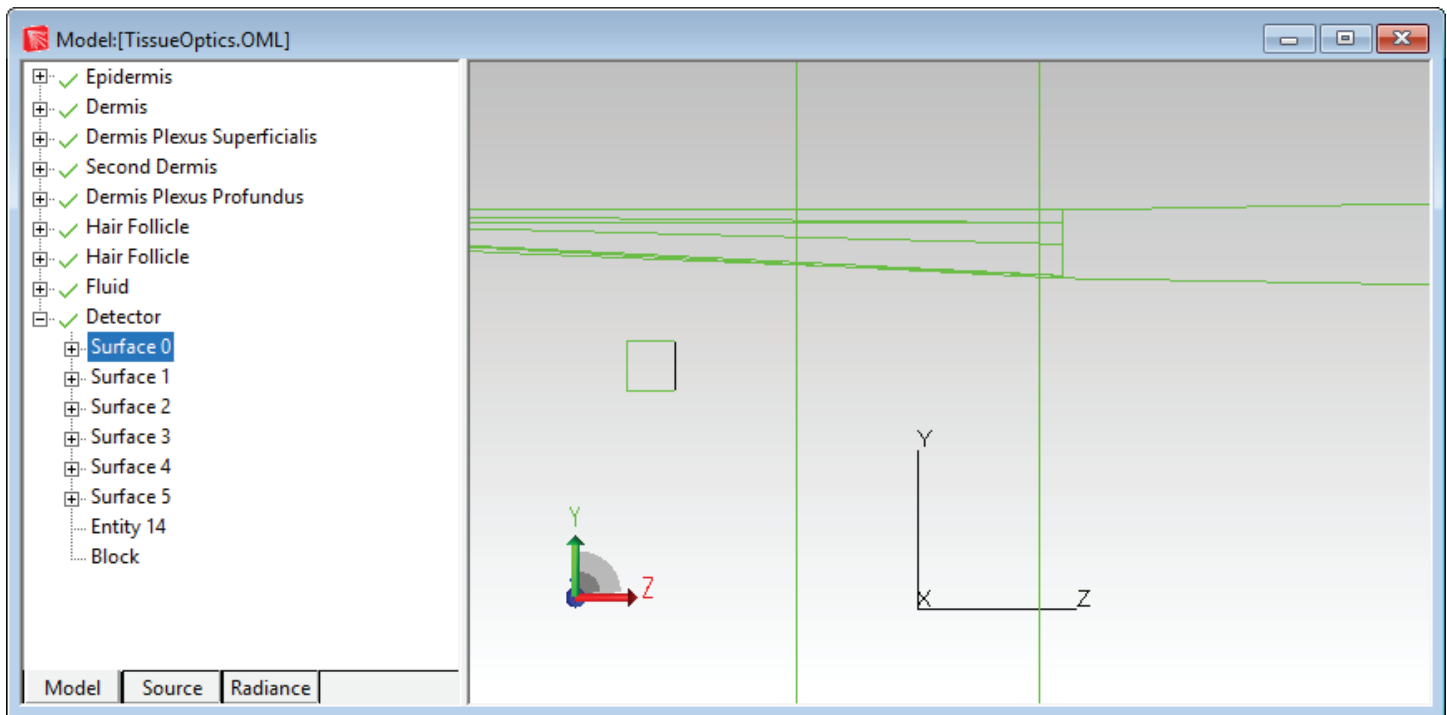 Model:[TissueOptics.OML]
Epidermis
Dermis
Dermis Plexus Superficialis
Second Dermis
Dermis Plexus Profundus
Hair Follicle
Hair Follicle
Fluid
Detector
Surface 0
Surface 1
Surface 2
Surface 3
Surface 4
Surface 5
Entity 14
Block
Model Source Radiance
Y
Z
Y
X
Z